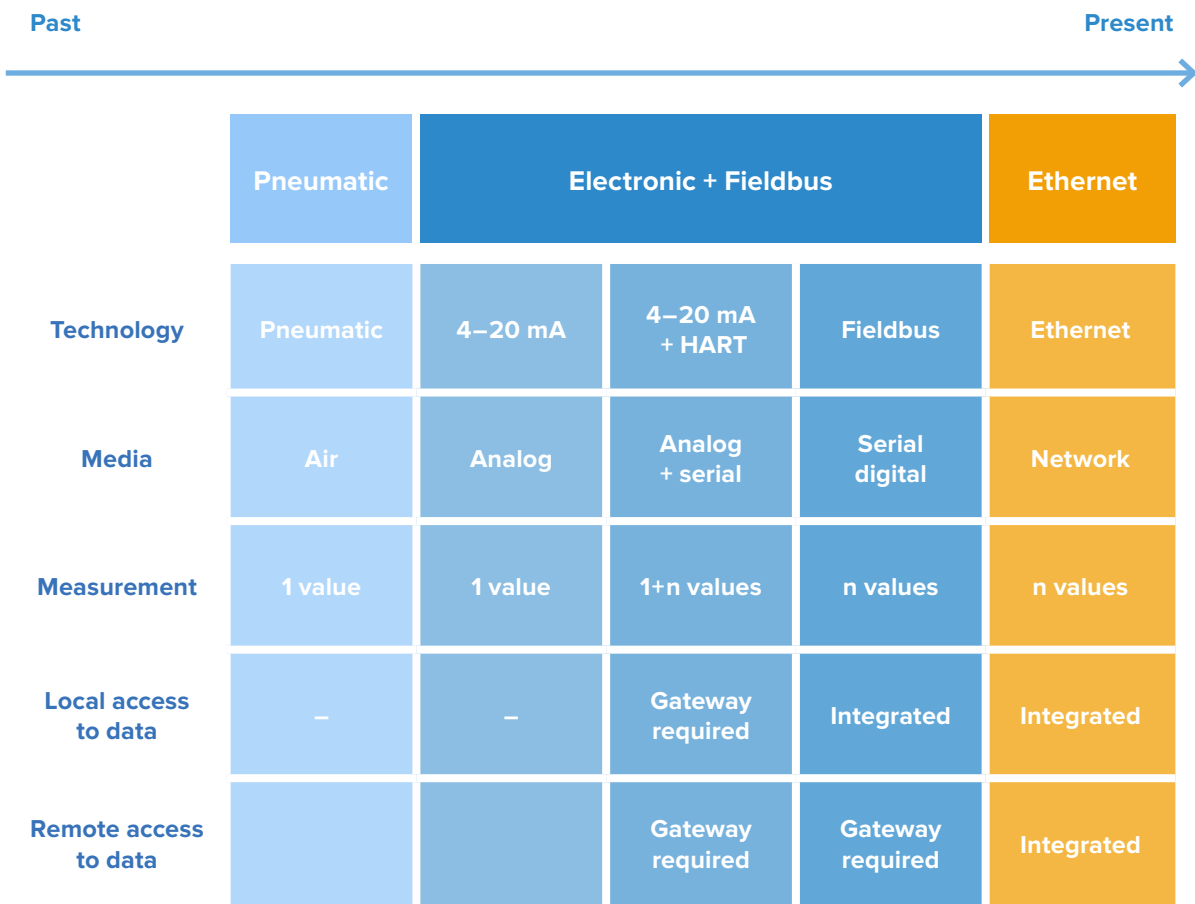 Past
Present
Pneumatic
Electronic + Fieldbus
Ethernet
Technology
Pneumatic
4–20 mA
4–20 mA
+ HART
Fieldbus
Ethernet
Media
Air
Analog
Analog
+ serial
Serial
digital
Network
Measurement
1 value
1 value
1+n values
n values
n values
Local access
to data
–
–
Gateway
required
Integrated
Integrated
Remote access
to data
Gateway
required
Gateway
required
Integrated